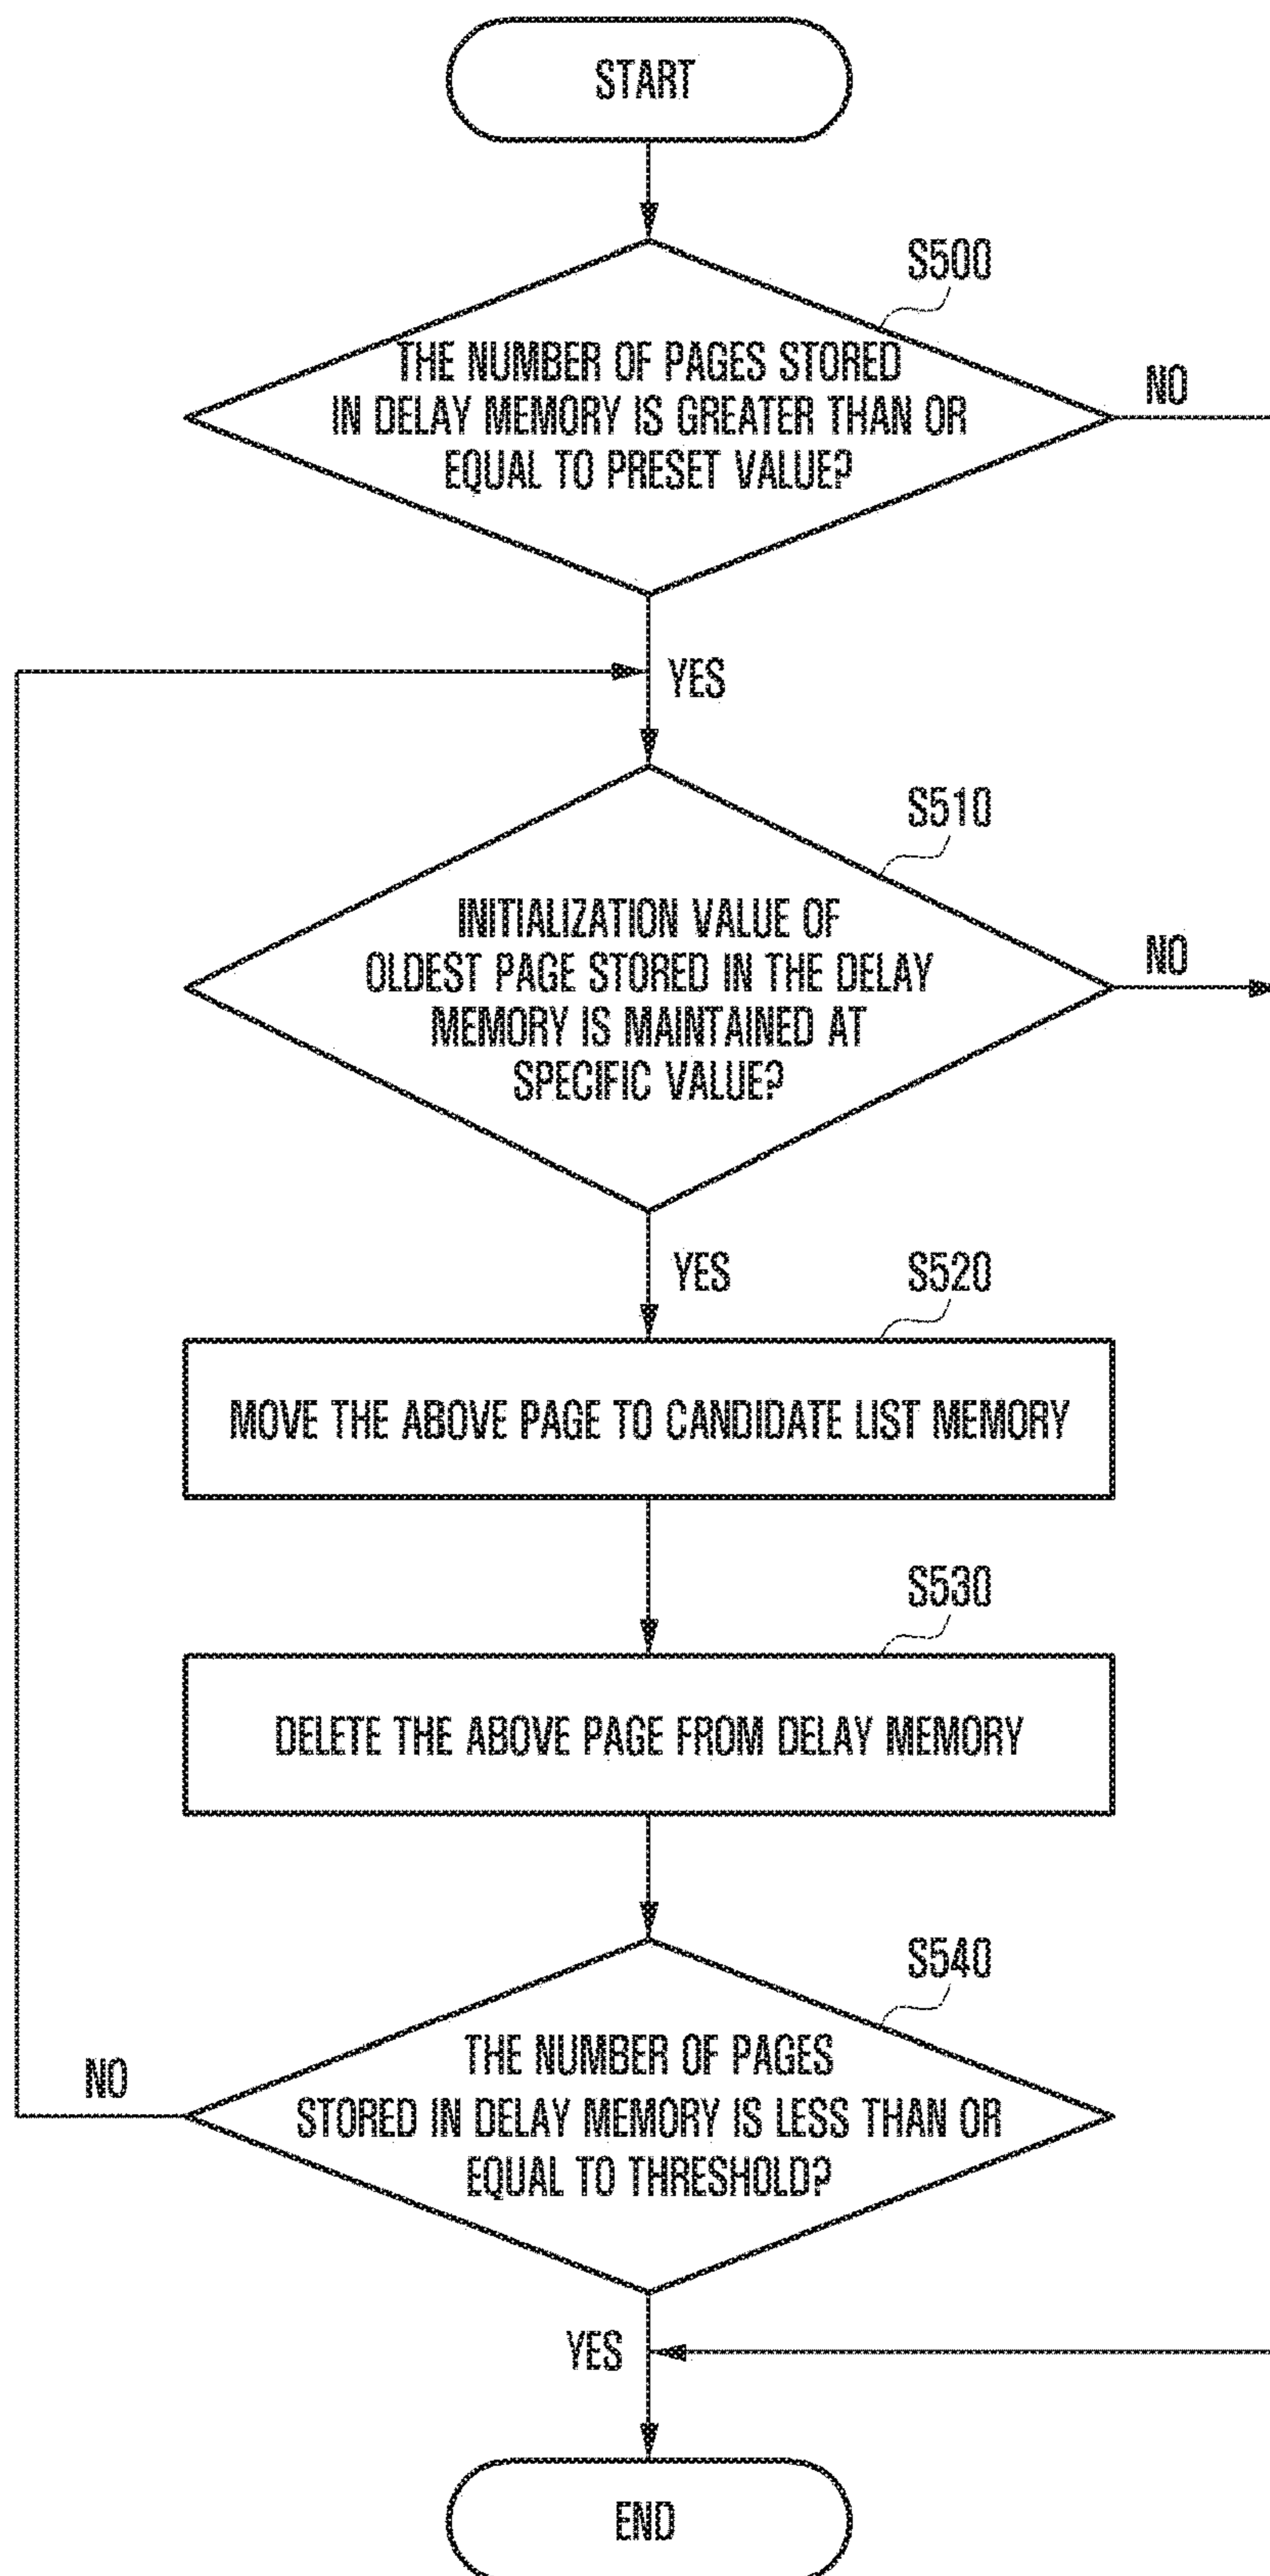 START
S500
THE NUMBER OF PAGES STORED
IN DELAY MEMORY IS GREATER THAN OR
EQUAL TO PRESET VALUE?
NO
YES
S510
INITIALIZATION VALUE OF
OLDEST PAGE STORED IN THE DELAY
MEMORY IS MAINTAINED AT
SPECIFIC VALUE?
NO
YES
S520
MOVE THE ABOVE PAGE TO CANDIDATE LIST MEMORY
S530
DELETE THE ABOVE PAGE FROM DELAY MEMORY
S540
THE NUMBER OF PAGES
STORED IN DELAY MEMORY IS LESS THAN OR
EQUAL TO THRESHOLD?
NO
YES
END